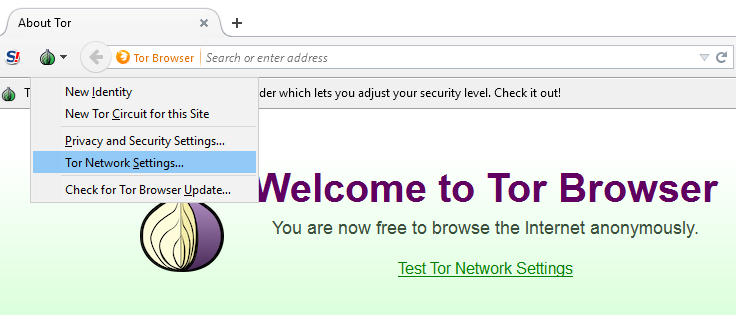 About Tor
S!
Tor Browser
Search or enter address
T
der which lets you adjust your security level. Check it out!
New Identity
New Tor Circuit for this Site
Privacy and Security Settings...
Tor Network Settings...
Check for Tor Browser Update...
Welcome to Tor Browser
You are now free to browse the Internet anonymously.
Test Tor Network Settings